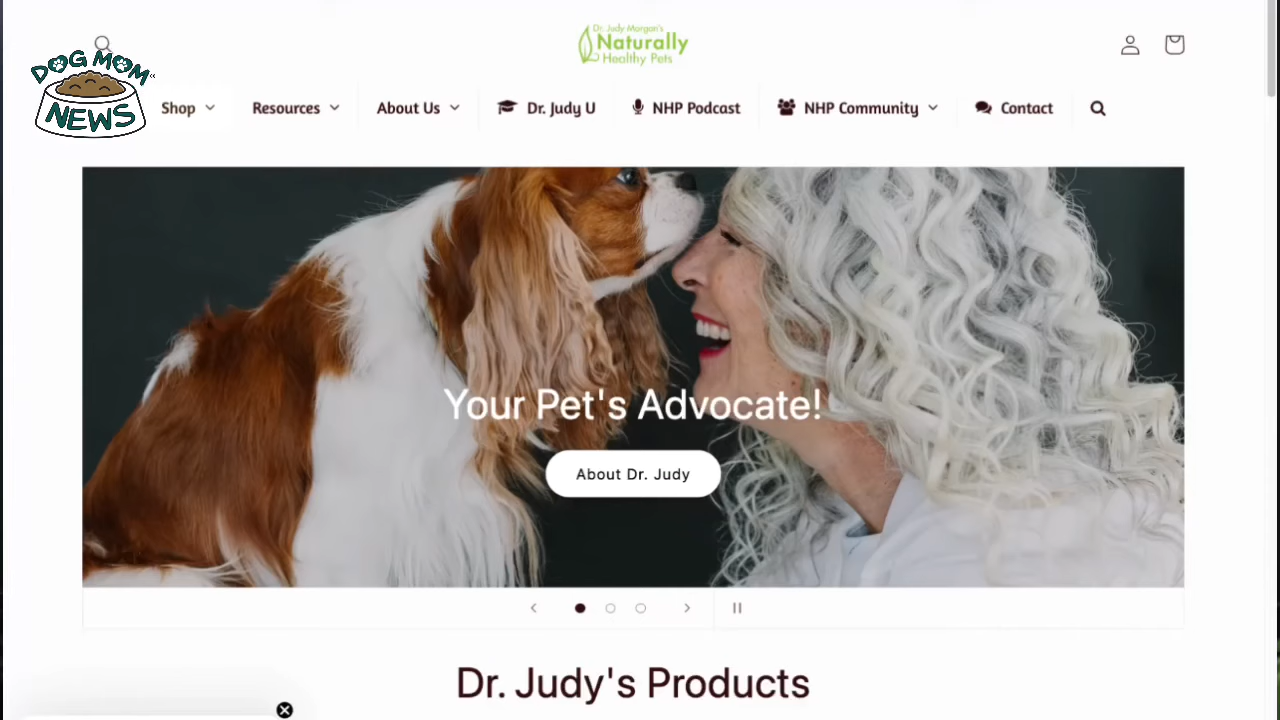 Dr. Judy Morgan's
Naturally
Healthy Pets
DOG MOM
NEWS
Shop
Resources
About Us
Dr. Judy U
NHP Podcast
NHP Community
Contact
Your Pet's Advocate!
About Dr. Judy
Dr. Judy's Products